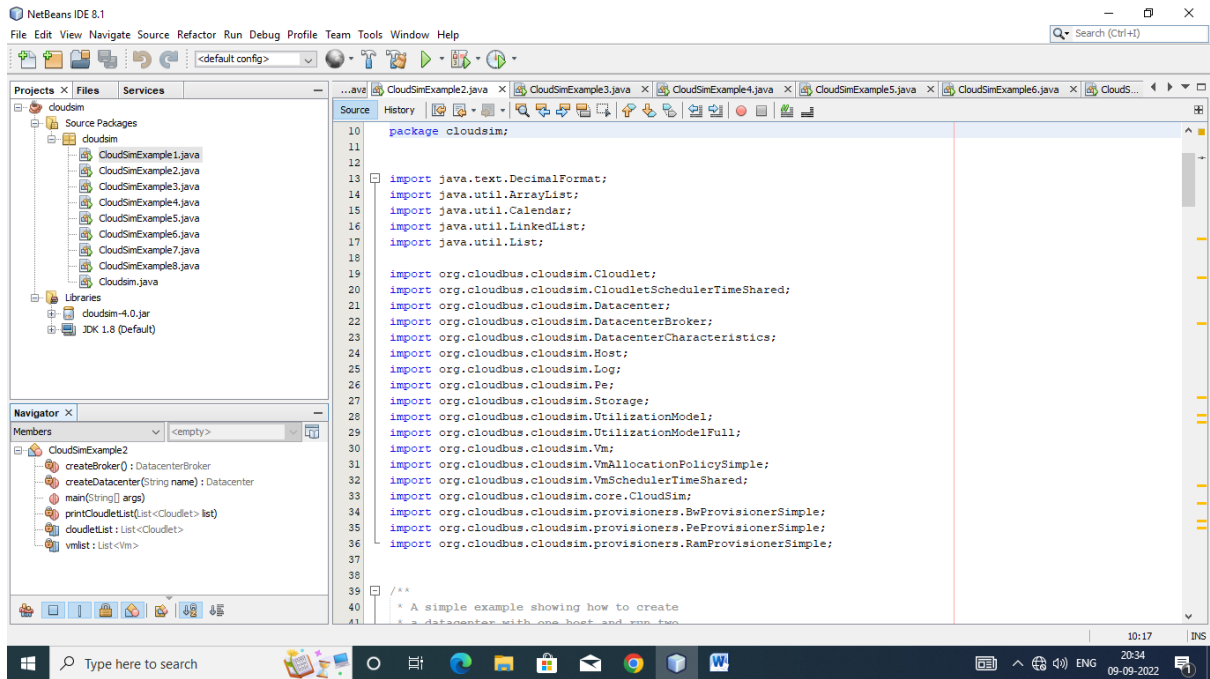 NetBeans IDE 8.1
File Edit View Navigate Source Refactor Run Debug Profile Team Tools Window Help
Search (Ctrl+I)
<default config>
Projects Files Services
...ava CloudSimExample2.java CloudSimExample3.java CloudSimExample4.java CloudSimExample5.java CloudSimExample6.java CloudS...
Source History
cloudsim
Source Packages
cloudsim
CloudSimExample1.java
CloudSimExample2.java
CloudSimExample3.java
CloudSimExample4.java
CloudSimExample5.java
CloudSimExample6.java
CloudSimExample7.java
CloudSimExample8.java
Cloudsim.java
Libraries
cloudsim-4.0.jar
JDK 1.8 (Default)
Navigator
Members <empty>
CloudSimExample2
createBroker() : DatacenterBroker
createDatacenter(String name) : Datacenter
main(String[] args)
printCloudletList(List<Cloudlet> list)
cloudletList : List<Cloudlet>
vmlist : List<Vm>
10 package cloudsim;
11
12
13 import java.text.DecimalFormat;
14 import java.util.ArrayList;
15 import java.util.Calendar;
16 import java.util.LinkedList;
17 import java.util.List;
18
19 import org.cloudbus.cloudsim.Cloudlet;
20 import org.cloudbus.cloudsim.CloudletSchedulerTimeShared;
21 import org.cloudbus.cloudsim.Datacenter;
22 import org.cloudbus.cloudsim.DatacenterBroker;
23 import org.cloudbus.cloudsim.DatacenterCharacteristics;
24 import org.cloudbus.cloudsim.Host;
25 import org.cloudbus.cloudsim.Log;
26 import org.cloudbus.cloudsim.Pe;
27 import org.cloudbus.cloudsim.Storage;
28 import org.cloudbus.cloudsim.UtilizationModel;
29 import org.cloudbus.cloudsim.UtilizationModelFull;
30 import org.cloudbus.cloudsim.Vm;
31 import org.cloudbus.cloudsim.VmAllocationPolicySimple;
32 import org.cloudbus.cloudsim.VmSchedulerTimeShared;
33 import org.cloudbus.cloudsim.core.CloudSim;
34 import org.cloudbus.cloudsim.provisioners.BwProvisionerSimple;
35 import org.cloudbus.cloudsim.provisioners.PeProvisionerSimple;
36 import org.cloudbus.cloudsim.provisioners.RamProvisionerSimple;
37
38
39 /**
40 * A simple example showing how to create
41 * a datacenter with one host and run two
10:17 INS
Type here to search
ENG
20:34
09-09-2022